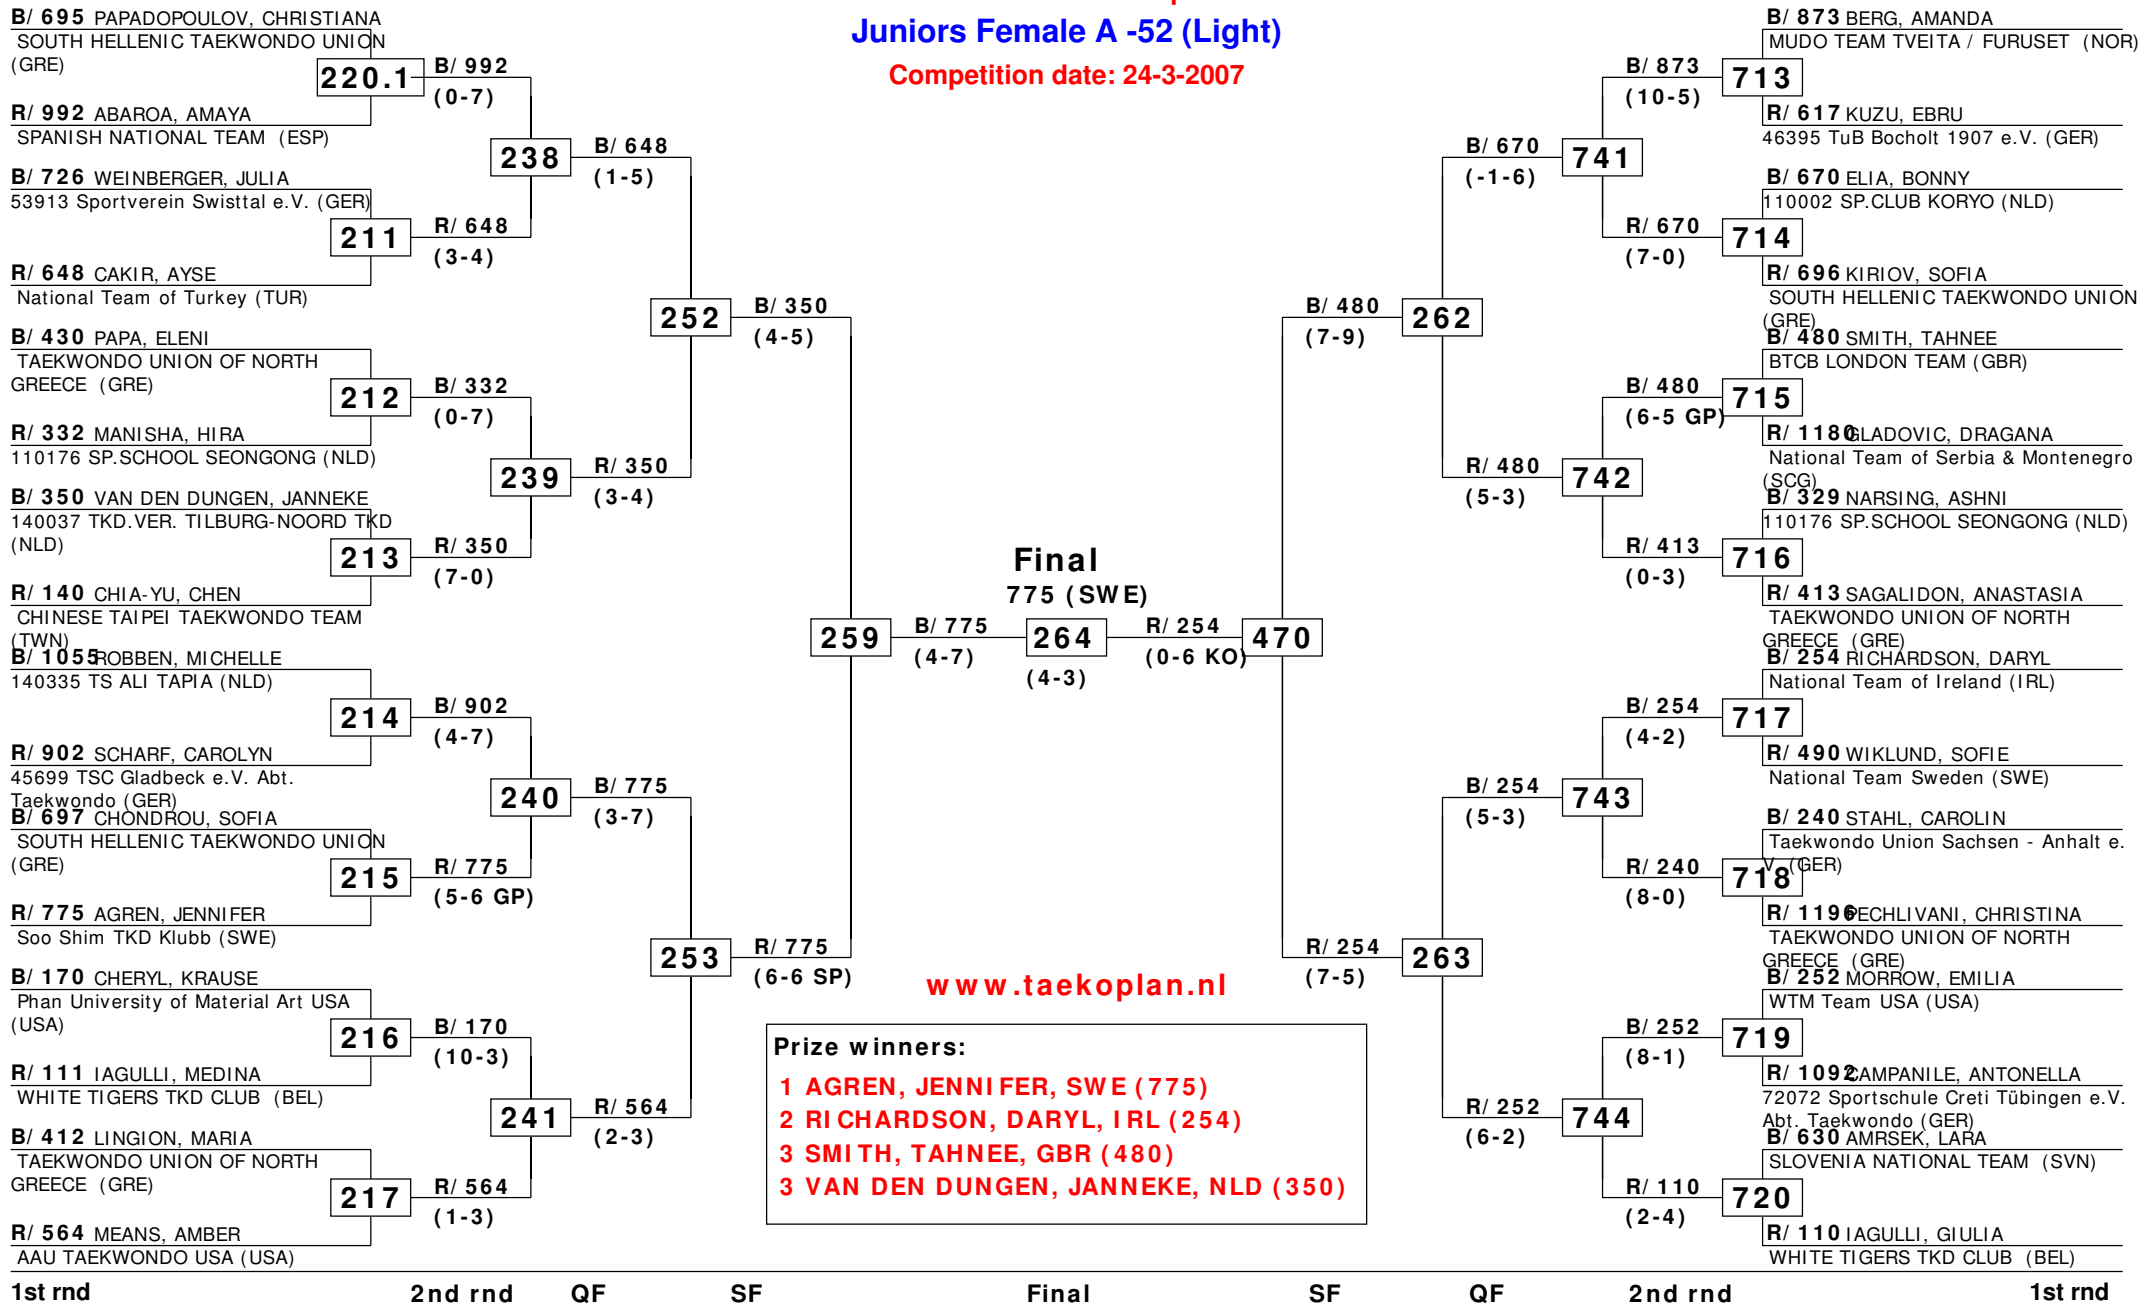 Juniors Female A -52 (Light)
Competition date: 24-3-2007
B/ 695 PAPADOPOULOV, CHRISTIANA
SOUTH HELLENIC TAEKWONDO UNION
(GRE)
220.1
R/ 992 ABAROA, AMAYA
SPANISH NATIONAL TEAM (ESP)
B/ 726 WEINBERGER, JULIA
53913 Sportverein Swisttal e.V. (GER)
211
R/ 648 CAKIR, AYSE
National Team of Turkey (TUR)
B/ 430 PAPA, ELENI
TAEKWONDO UNION OF NORTH
GREECE (GRE)
212
R/ 332 MANISHA, HIRA
110176 SP.SCHOOL SEONGONG (NLD)
B/ 350 VAN DEN DUNGEN, JANNEKE
140037 TKD.VER. TILBURG-NOORD TKD
(NLD)
213
R/ 140 CHIA-YU, CHEN
CHINESE TAIPEI TAEKWONDO TEAM
(TWN)
B/ 1055 ROBBEN, MICHELLE
140335 TS ALI TAPIA (NLD)
214
R/ 902 SCHARF, CAROLYN
45699 TSC Gladbeck e.V. Abt.
Taekwondo (GER)
B/ 697 CHONDROU, SOFIA
SOUTH HELLENIC TAEKWONDO UNION
(GRE)
215
R/ 775 AGREN, JENNIFER
Soo Shim TKD Klubb (SWE)
B/ 170 CHERYL, KRAUSE
Phan University of Material Art USA
(USA)
216
R/ 111 IAGULLI, MEDINA
WHITE TIGERS TKD CLUB (BEL)
B/ 412 LINGION, MARIA
TAEKWONDO UNION OF NORTH
GREECE (GRE)
217
R/ 564 MEANS, AMBER
AAU TAEKWONDO USA (USA)
B/ 992
(0-7)
238
R/ 648
(3-4)
B/ 332
(0-7)
239
R/ 350
(7-0)
B/ 902
(4-7)
240
R/ 775
(5-6 GP)
B/ 170
(10-3)
241
R/ 564
(1-3)
B/ 648
(1-5)
252
R/ 350
(3-4)
B/ 775
(3-7)
253
R/ 564
(2-3)
B/ 350
(4-5)
259
R/ 775
(6-6 SP)
B/ 775
(4-7)
Final
775 (SWE)
264
(4-3)
R/ 254
(0-6 KO)
470
B/ 480
(7-9)
262
R/ 254
(7-5)
263
B/ 670
(-1-6)
741
R/ 480
(5-3)
742
B/ 254
(5-3)
743
R/ 252
(6-2)
744
B/ 873
(10-5)
R/ 670
(7-0)
B/ 480
(6-5 GP)
R/ 413
(0-3)
B/ 254
(4-2)
R/ 240
(8-0)
B/ 252
(8-1)
R/ 110
(2-4)
B/ 873 BERG, AMANDA
MUDO TEAM TVEITA / FURUSET (NOR)
713
R/ 617 KUZU, EBRU
46395 TuB Bocholt 1907 e.V. (GER)
B/ 670 ELIA, BONNY
110002 SP.CLUB KORYO (NLD)
714
R/ 696 KIRIOV, SOFIA
SOUTH HELLENIC TAEKWONDO UNION
(GRE)
B/ 480 SMITH, TAHNEE
BTCB LONDON TEAM (GBR)
715
R/ 1180 GLADOVIC, DRAGANA
National Team of Serbia & Montenegro
(SCG)
B/ 329 NARSING, ASHNI
110176 SP.SCHOOL SEONGONG (NLD)
716
R/ 413 SAGALIDON, ANASTASIA
TAEKWONDO UNION OF NORTH
GREECE (GRE)
B/ 254 RICHARDSON, DARYL
National Team of Ireland (IRL)
717
R/ 490 WIKLUND, SOFIE
National Team Sweden (SWE)
B/ 240 STAHL, CAROLIN
Taekwondo Union Sachsen - Anhalt e.
V. (GER)
718
R/ 1196 PECHLIVANI, CHRISTINA
TAEKWONDO UNION OF NORTH
GREECE (GRE)
B/ 252 MORROW, EMILIA
WTM Team USA (USA)
719
R/ 1092 CAMPANILE, ANTONELLA
72072 Sportschule Creti Tübingen e.V.
Abt. Taekwondo (GER)
B/ 630 AMRSEK, LARA
SLOVENIA NATIONAL TEAM (SVN)
720
R/ 110 IAGULLI, GIULIA
WHITE TIGERS TKD CLUB (BEL)
www.taekoplan.nl
Prize winners:
1 AGREN, JENNIFER, SWE (775)
2 RICHARDSON, DARYL, IRL (254)
3 SMITH, TAHNEE, GBR (480)
3 VAN DEN DUNGEN, JANNEKE, NLD (350)
1st rnd 2nd rnd QF SF Final SF QF 2nd rnd 1st rnd